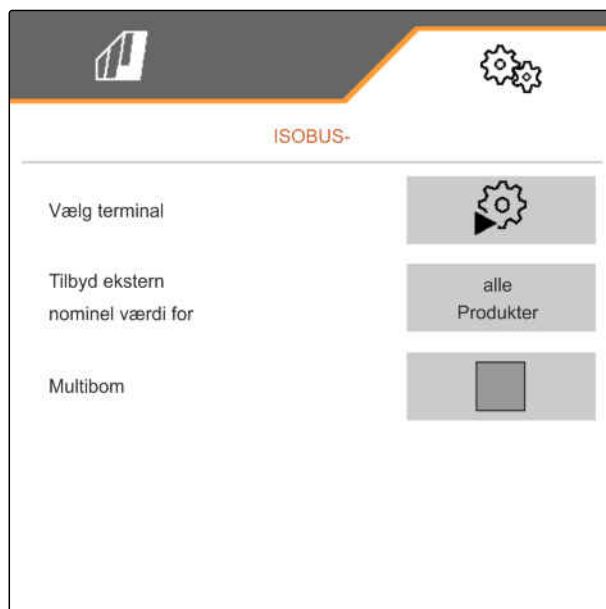 ISOBUS-
Vælg terminal
Tilbyd ekstern
nominel værdi for
alle
Produkter
Multibom